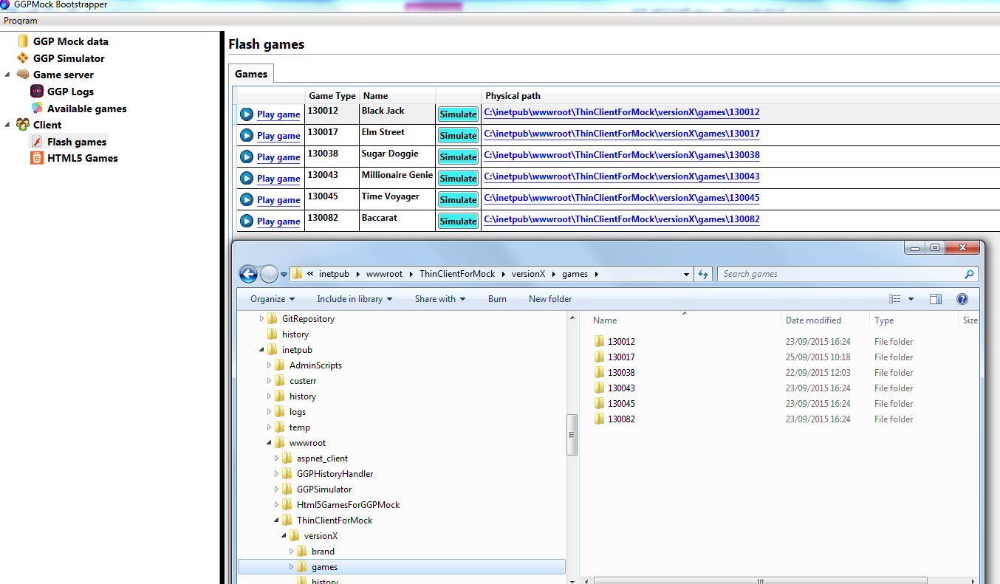 GGPMock Bootstrapper
Program
GGP Mock data
GGP Simulator
Game server
LOG GGP Logs
Available games
Client
Flash games
HTML5 Games
Flash games
Games
Game Type Name Physical path
Play game 130012 Black Jack Simulate C:\inetpub\wwwroot\ThinClientForMock\versionX\games\130012
Play game 130017 Elm Street Simulate C:\inetpub\wwwroot\ThinClientForMock\versionX\games\130017
Play game 130038 Sugar Doggie Simulate C:\inetpub\wwwroot\ThinClientForMock\versionX\games\130038
Play game 130043 Millionaire Genie Simulate C:\inetpub\wwwroot\ThinClientForMock\versionX\games\130043
Play game 130045 Time Voyager Simulate C:\inetpub\wwwroot\ThinClientForMock\versionX\games\130045
Play game 130082 Baccarat Simulate C:\inetpub\wwwroot\ThinClientForMock\versionX\games\130082
« inetpub wwwroot ThinClientForMock versionX games Search games
Organize Include in library Share with Burn New folder
GitRepository
history
inetpub
AdminScripts
custerr
history
logs
temp
wwwroot
aspnet_client
GGPHistoryHandler
GGPSimulator
Html5GamesForGGPMock
ThinClientForMock
versionX
brand
games
history
Name Date modified Type Size
130012 23/09/2015 16:24 File folder
130017 25/09/2015 10:18 File folder
130038 22/09/2015 12:03 File folder
130043 23/09/2015 16:24 File folder
130045 23/09/2015 16:24 File folder
130082 23/09/2015 16:24 File folder